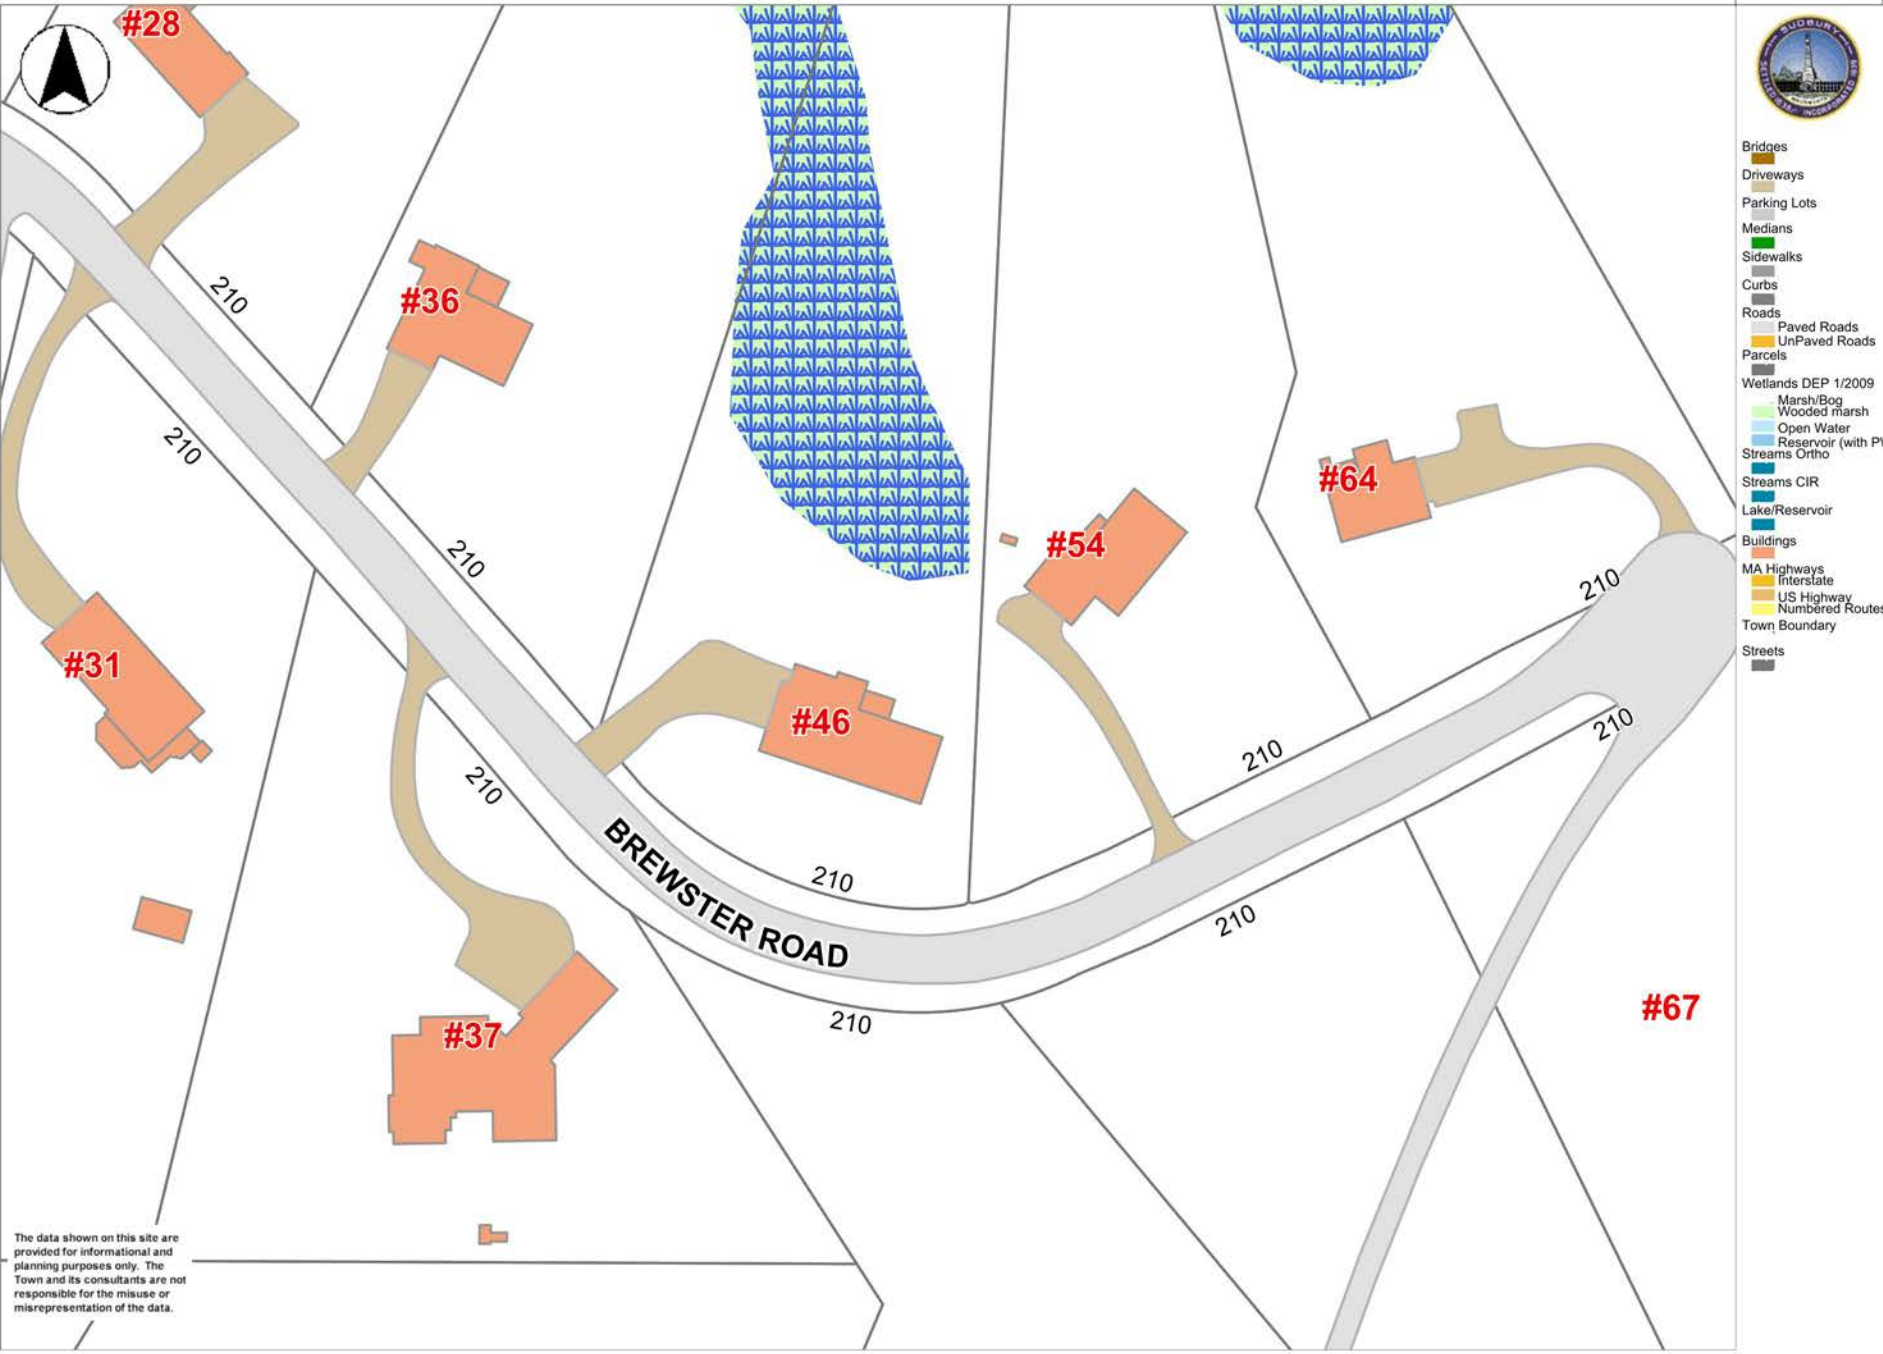 #28
#36
#31
#46
#54
#64
#37
#67
210
210
210
210
210
210
210
210
210
210
BREWSTER ROAD
The data shown on this site are
provided for informational and
planning purposes only. The
Town and its consultants are not
responsible for the misuse or
misrepresentation of the data.
SUDBURY
Bridges
Driveways
Parking Lots
Medians
Sidewalks
Curbs
Roads
Paved Roads
UnPaved Roads
Parcels
Wetlands DEP 1/2009
Marsh/Bog
Wooded marsh
Open Water
Reservoir (with
Streams Ortho
Streams CIR
Lake/Reservoir
Buildings
MA Highways
Interstate
US Highway
Numbered Routes
Town Boundary
Streets